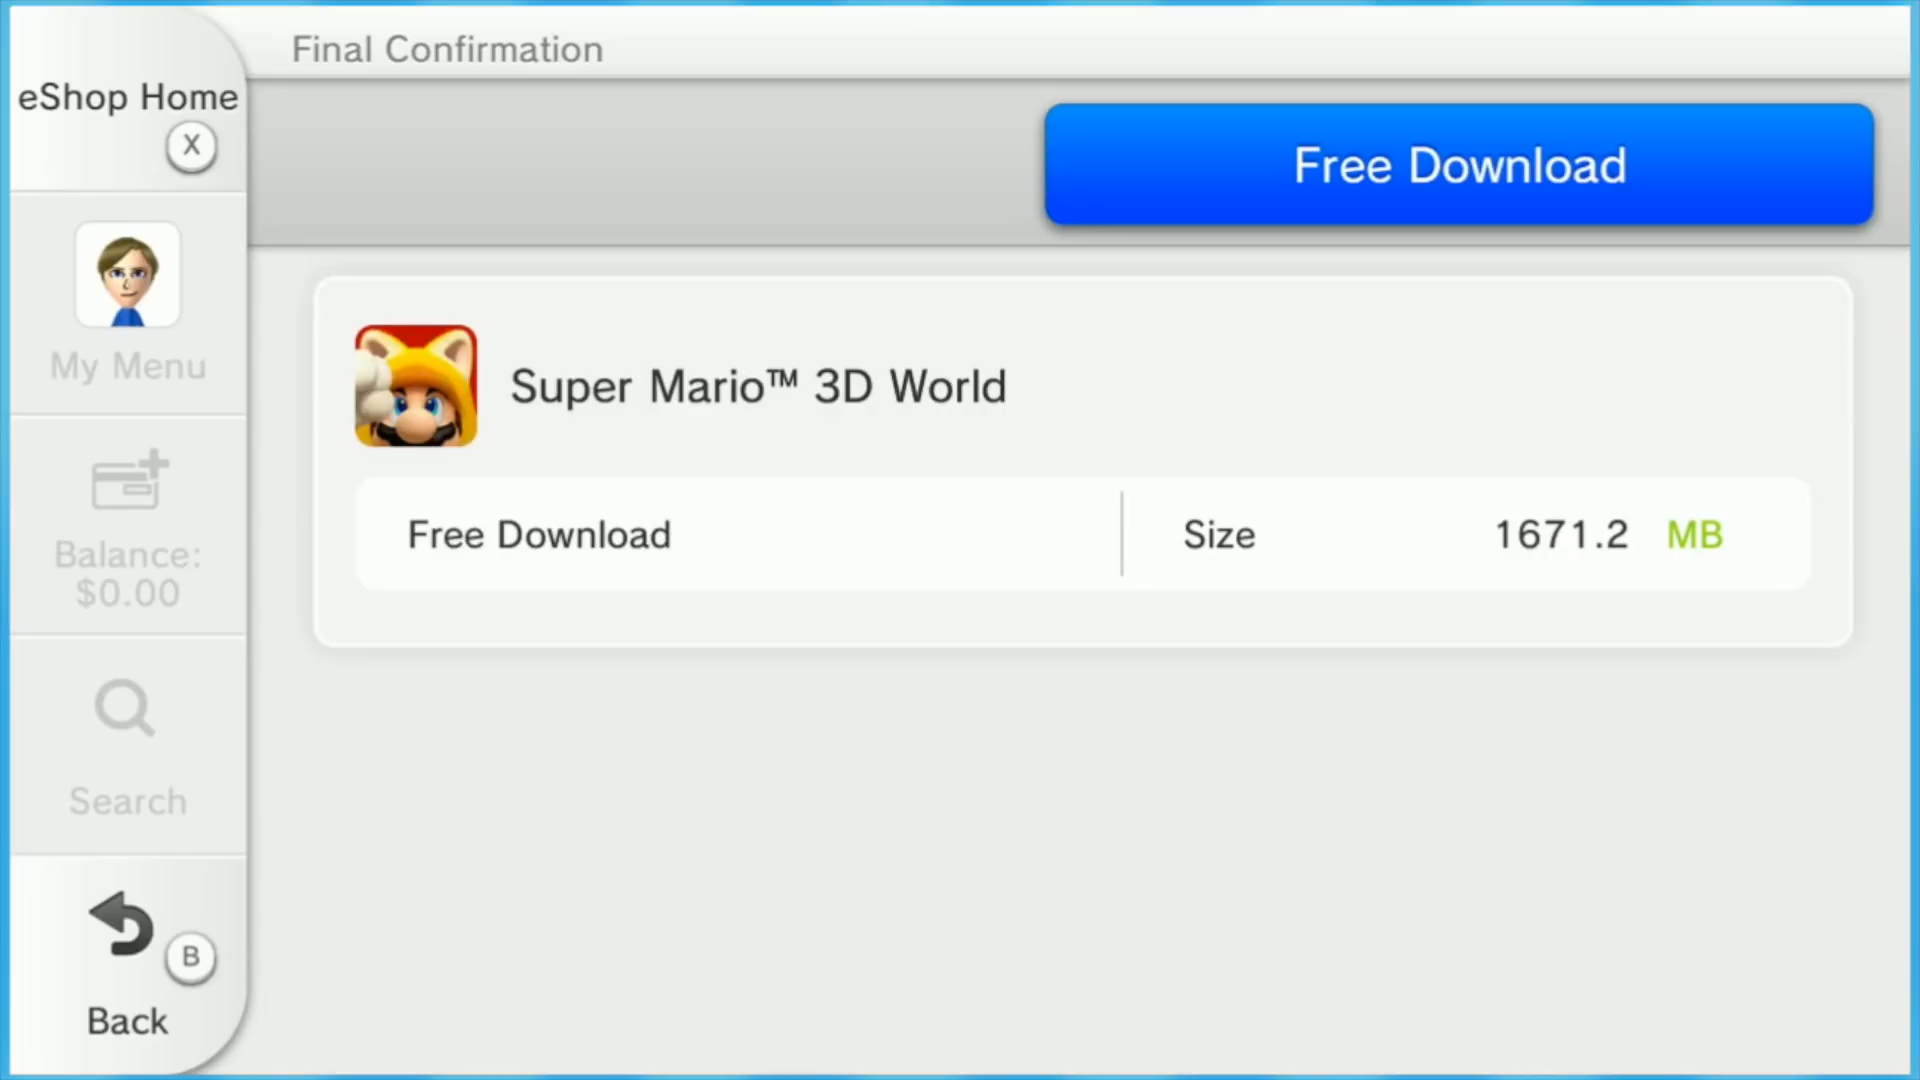 Final Confirmation
eShop Home
X
Free Download
My Menu
Super Mario™ 3D World
Free Download
Size
1671.2 MB
Balance:
$0.00
Search
B
Back